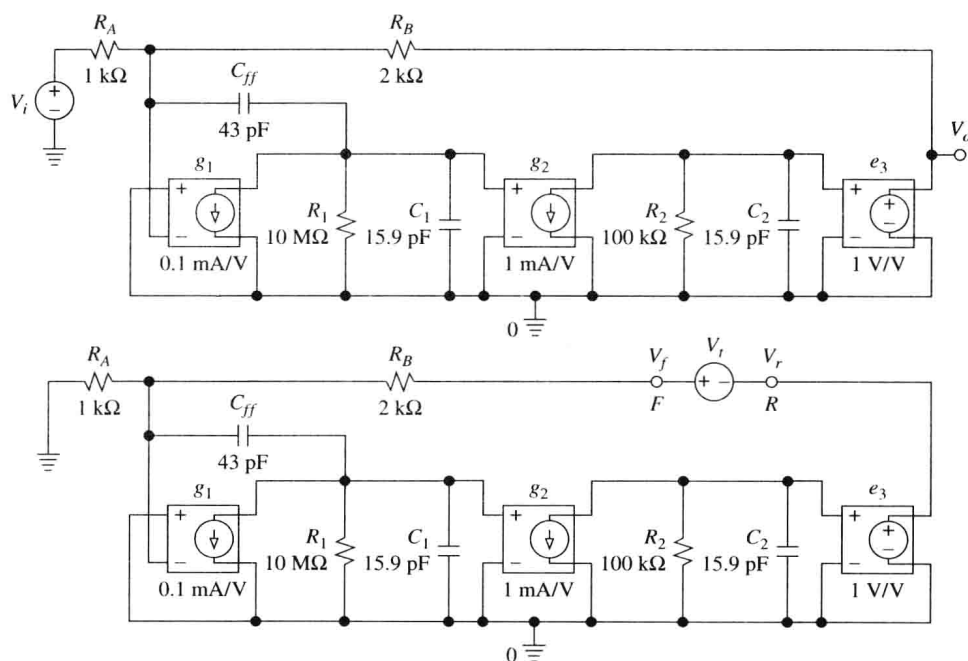 R_A
1 kΩ
R_B
2 kΩ
C_ff
43 pF
V_i
+
−
V_o
g_1
+
−
0.1 mA/V
R_1
10 MΩ
C_1
15.9 pF
g_2
+
−
1 mA/V
R_2
100 kΩ
C_2
15.9 pF
e_3
+
−
+
−
1 V/V
0
R_A
1 kΩ
R_B
2 kΩ
V_f
F
V_t
+ −
V_r
R
C_ff
43 pF
g_1
+
−
0.1 mA/V
R_1
10 MΩ
C_1
15.9 pF
g_2
+
−
1 mA/V
R_2
100 kΩ
C_2
15.9 pF
e_3
+
−
+
−
1 V/V
0